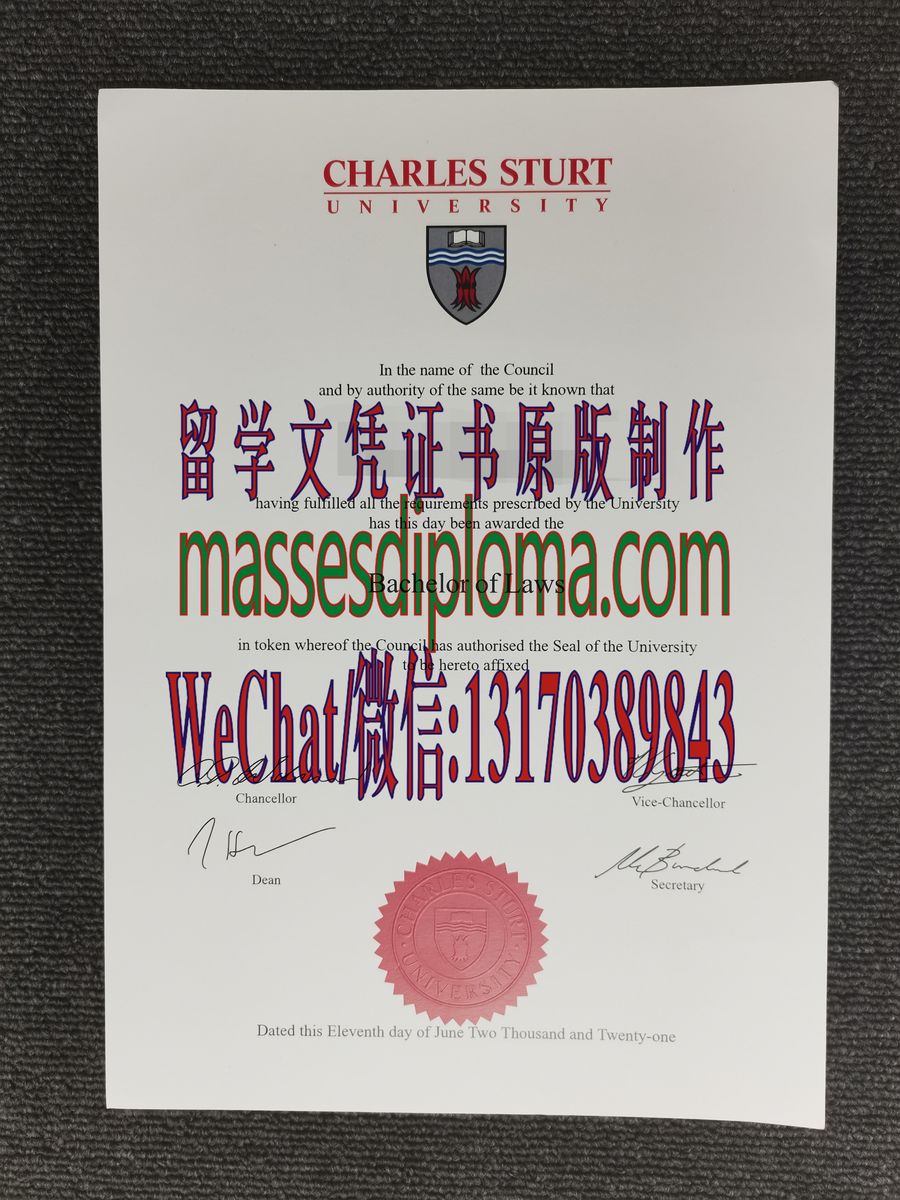 CHARLES STURT
UNIVERSITY
In the name of the Council
and by authority of the same be it known that
留学文凭证书原版制作
having fulfilled all the requirements prescribed by the University
has this day been awarded the
massesdiploma.com
Bachelor of Laws
in token whereof the Council has authorised the Seal of the University
to be hereto affixed
WeChat/微信:13170389843
Chancellor
Vice-Chancellor
Dean
Secretary
CHARLES STURT
UNIVERSITY
Dated this Eleventh day of June Two Thousand and Twenty-one